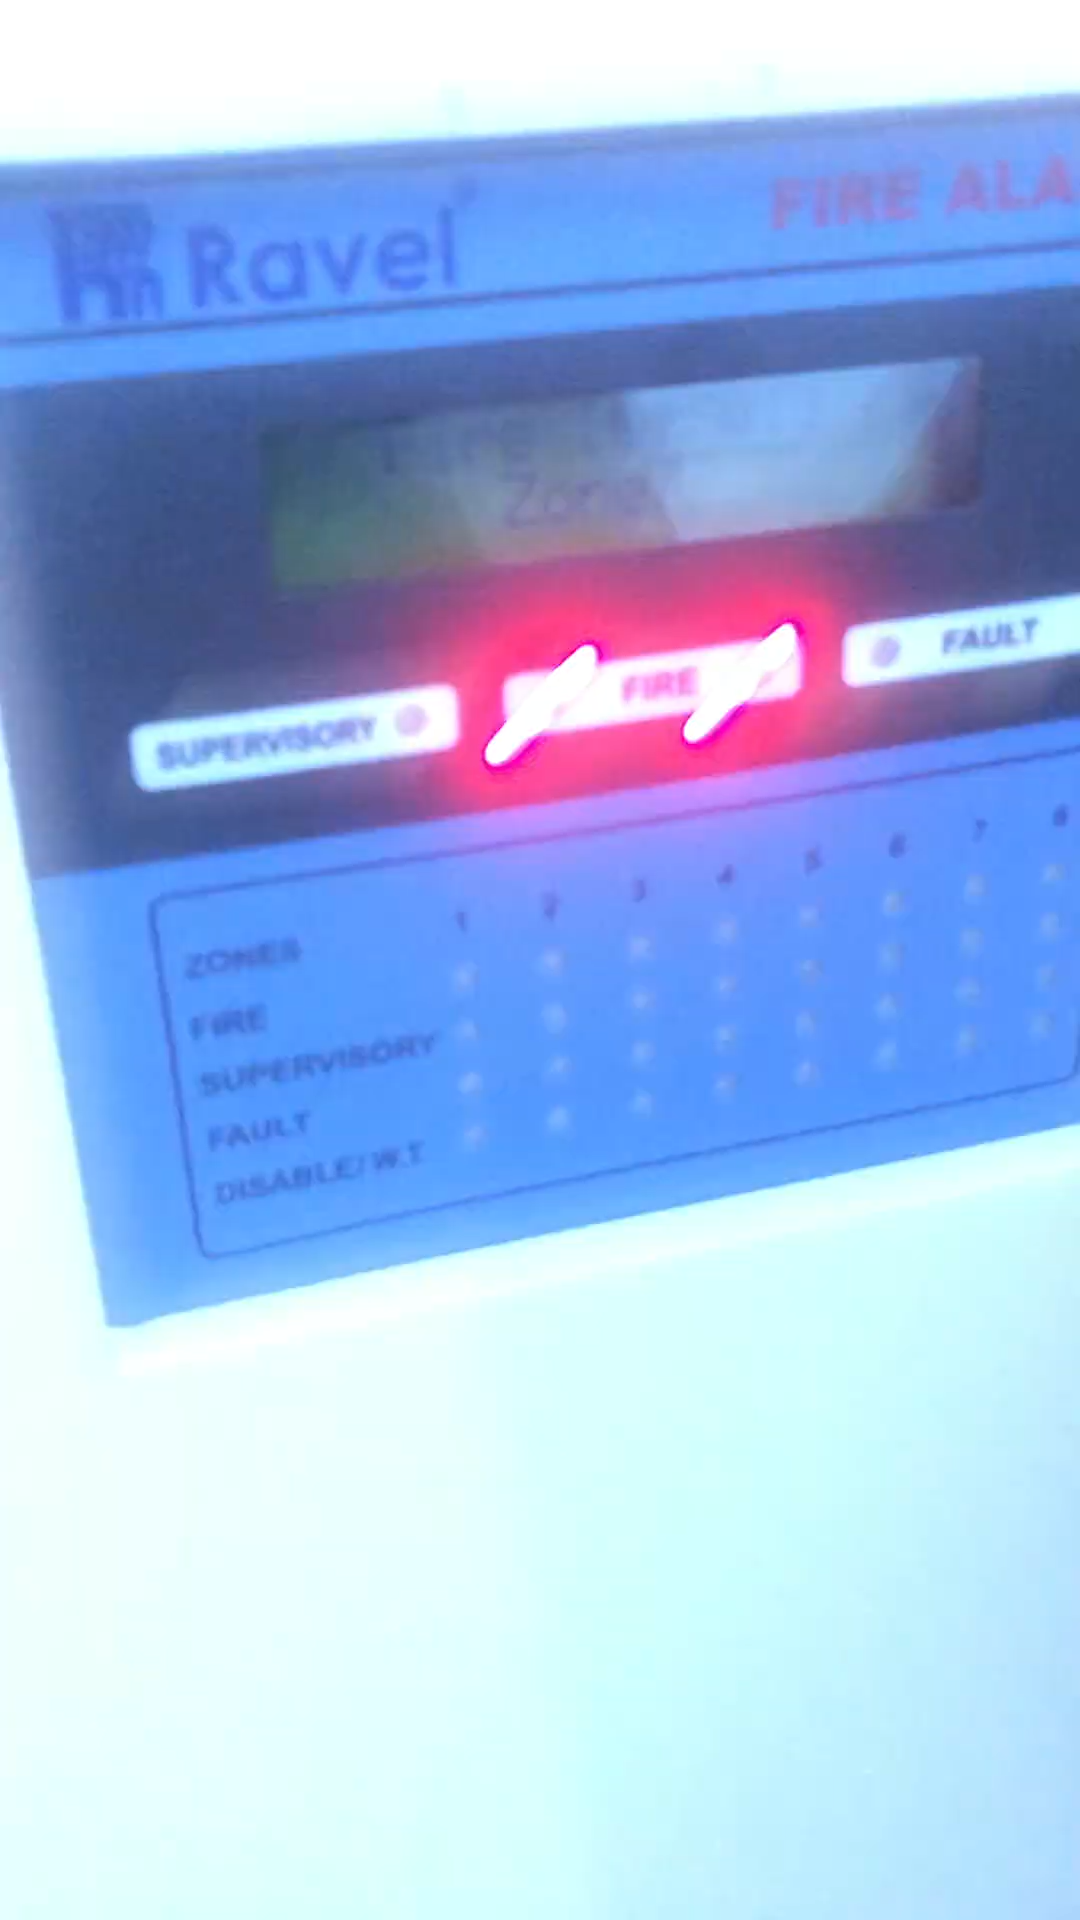 Ravel
FIRE ALA
Zone
SUPERVISORY
FIRE
FAULT
1 2 3 4 5 6 7 8
ZONES
FIRE
SUPERVISORY
FAULT
DISABLE/W.T